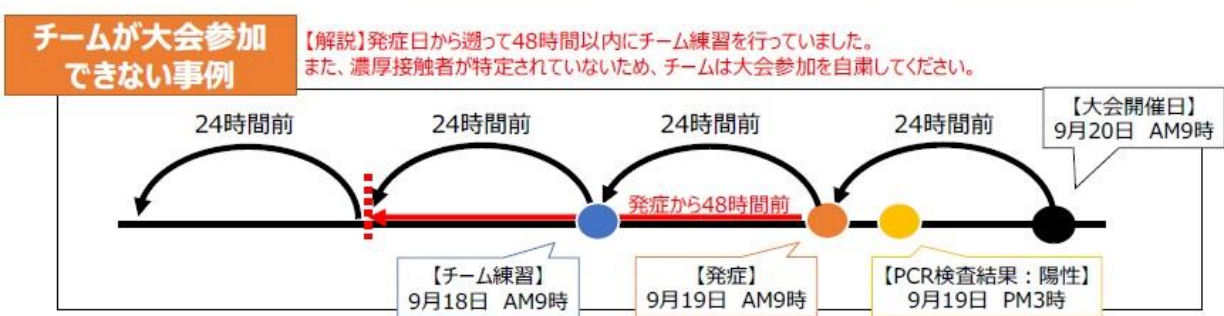 チームが大会参加
できない事例
【解説】発症日から遡って48時間以内にチーム練習を行っていました。
また、濃厚接触者が特定されていないため、チームは大会参加を自粛してください。
24時間前
24時間前
24時間前
24時間前
【大会開催日】
9月20日 AM9時
発症から48時間前
【チーム練習】
9月18日 AM9時
【発症】
9月19日 AM9時
【PCR検査結果：陽性】
9月19日 PM3時